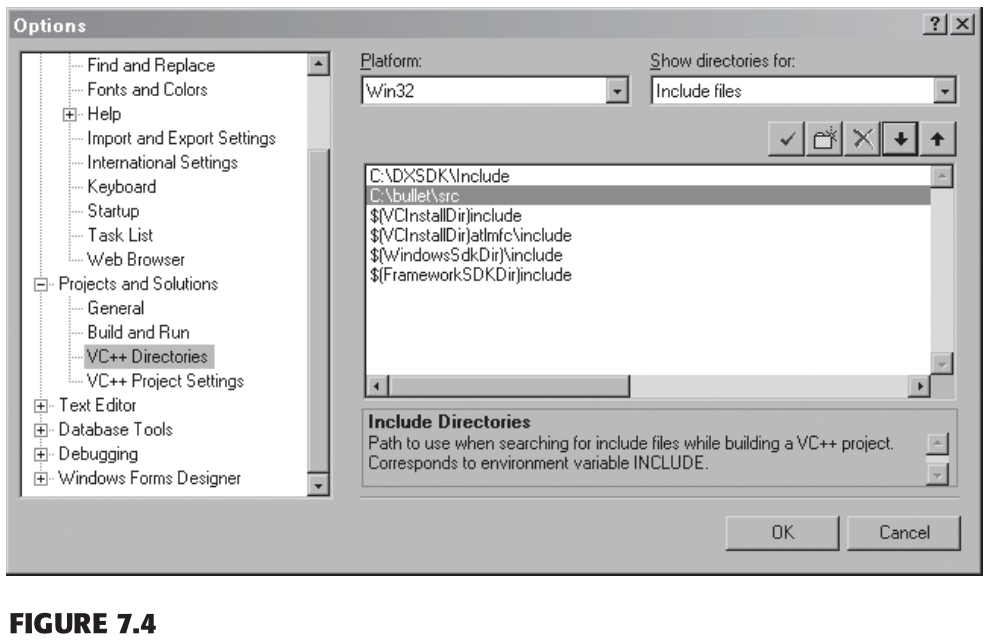 Options
Find and Replace
Fonts and Colors
Help
Import and Export Settings
International Settings
Keyboard
Startup
Task List
Web Browser
Projects and Solutions
General
Build and Run
VC++ Directories
VC++ Project Settings
Text Editor
Database Tools
Debugging
Windows Forms Designer
Platform:
Win32
Show directories for:
Include files
C:\DXSDK\Include
C:\bullet\src
$(VCInstallDir)include
$(VCInstallDir)atlmfc\include
$(WindowsSdkDir)\include
$(FrameworkSDKDir)include
Include Directories
Path to use when searching for include files while building a VC++ project.
Corresponds to environment variable INCLUDE.
OK
Cancel
FIGURE 7.4